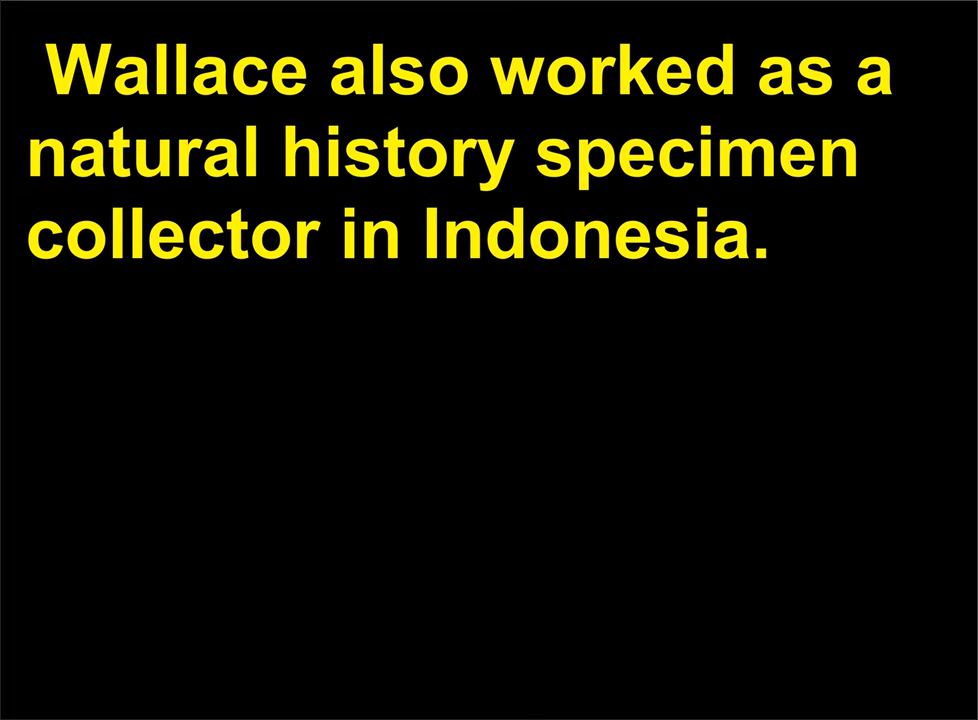 Wallace also worked as a
natural history specimen
collector in Indonesia.